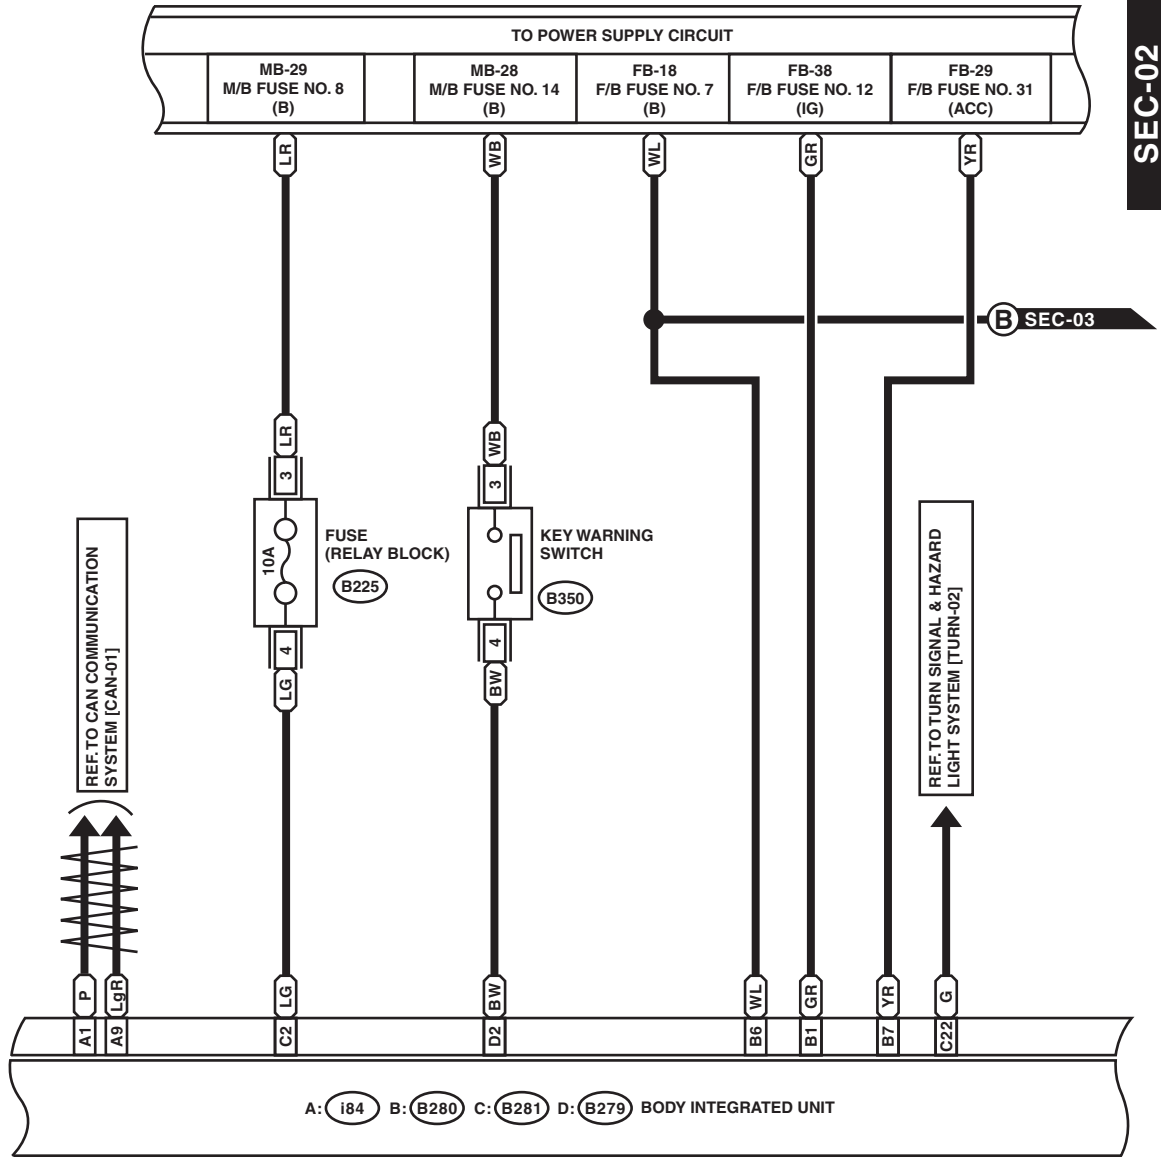 SEC-02
TO POWER SUPPLY CIRCUIT
MB-29
M/B FUSE NO. 8
(B)
MB-28
M/B FUSE NO. 14
(B)
FB-18
F/B FUSE NO. 7
(B)
FB-38
F/B FUSE NO. 12
(IG)
FB-29
F/B FUSE NO. 31
(ACC)
LR
WB
WL
GR
YR
B SEC-03
LR
WB
3
3
10A
FUSE
(RELAY BLOCK)
B225
KEY WARNING
SWITCH
B350
4
4
LG
BW
REF. TO CAN COMMUNICATION
SYSTEM [CAN-01]
REF. TO TURN SIGNAL & HAZARD
LIGHT SYSTEM [TURN-02]
P
LgR
LG
BW
WL
GR
YR
G
A1
A9
C2
D2
B6
B1
B7
C22
A: i84 B: B280 C: B281 D: B279 BODY INTEGRATED UNIT